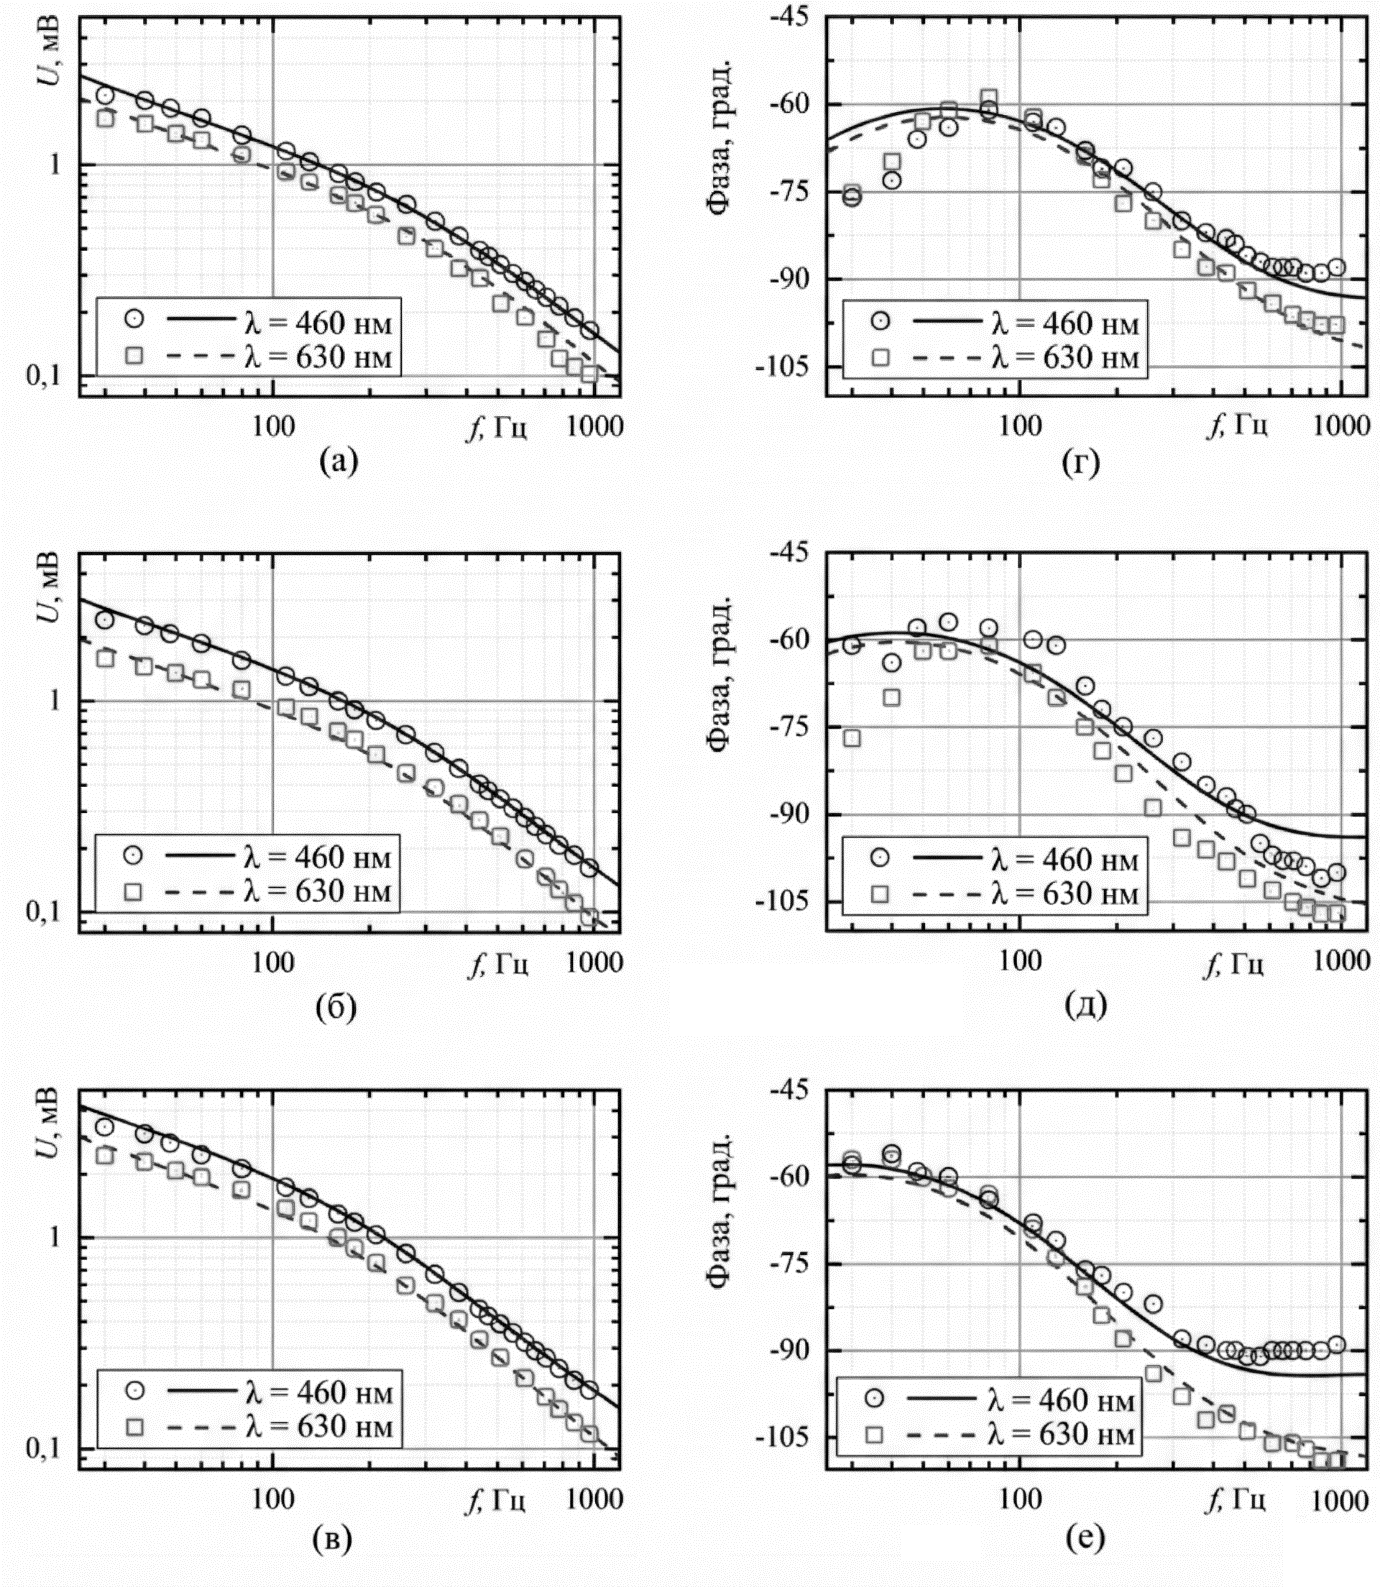 U, мВ
1
0,1
λ = 460 нм
λ = 630 нм
100
f, Гц
1000
(а)
Фаза, град.
-45
-60
-75
-90
-105
λ = 460 нм
λ = 630 нм
100
f, Гц
1000
(г)
U, мВ
1
0,1
λ = 460 нм
λ = 630 нм
100
f, Гц
1000
(б)
Фаза, град.
-45
-60
-75
-90
-105
λ = 460 нм
λ = 630 нм
100
f, Гц
1000
(д)
U, мВ
1
0,1
λ = 460 нм
λ = 630 нм
100
f, Гц
1000
(в)
Фаза, град.
-45
-60
-75
-90
-105
λ = 460 нм
λ = 630 нм
100
f, Гц
1000
(е)